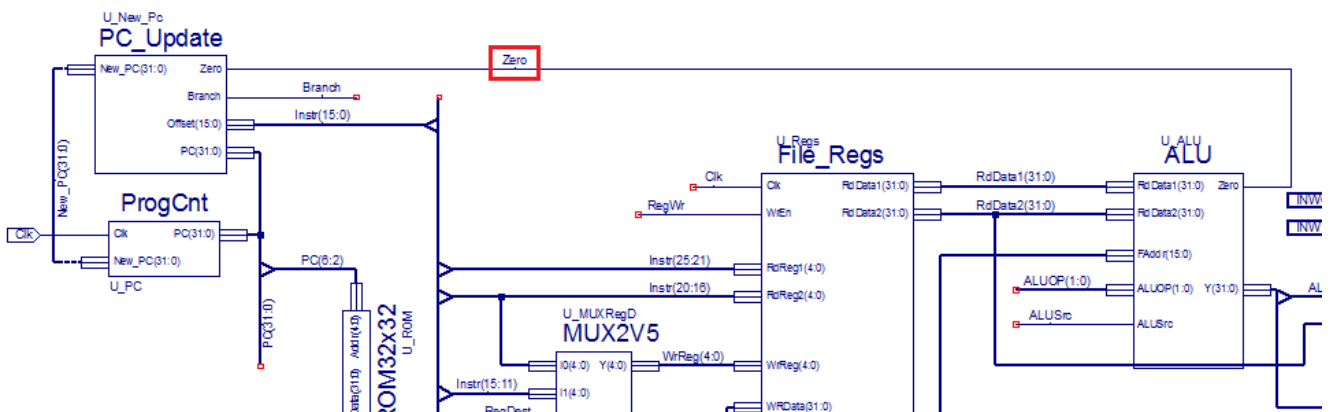 U_New_Pc
PC_Update
New_PC(31:0)
Zero
Zero
Branch
Branch
Offset(15:0)
Instr(15:0)
PC(31:0)
New_PC(31:0)
ProgCnt
Clk
Clk
PC(31:0)
New_PC(31:0)
U_PC
PC(6:2)
PC(31:0)
Addr(4:0)
ROM32x32
U_ROM
U_Regs
File_Regs
Clk
Clk
RegWr
WrEn
RdData1(31:0)
RdData2(31:0)
Instr(25:21)
RdReg1(4:0)
Instr(20:16)
RdReg2(4:0)
U_MUXRegD
MUX2V5
I0(4:0)
Y(4:0)
WrReg(4:0)
WrReg(4:0)
Instr(15:11)
I1(4:0)
RegDest
WRData(31:0)
RdData1(31:0)
RdData2(31:0)
U_ALU
ALU
RdData1(31:0)
Zero
RdData2(31:0)
FAddr(15:0)
ALUOP(1:0)
ALUOP(1:0)
Y(31:0)
ALUSrc
ALUSrc